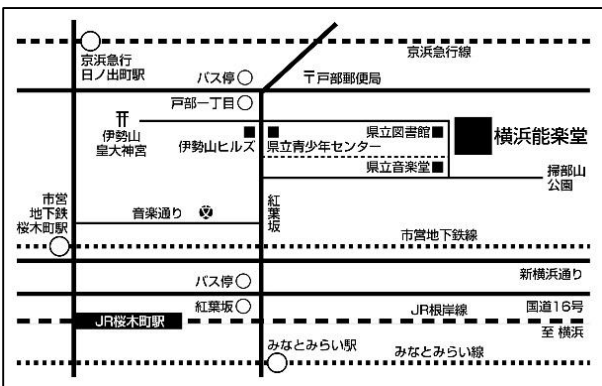 京浜急行線
京浜急行
日ノ出町駅
バス停
〒戸部郵便局
戸部一丁目
伊勢山
皇大神宮
伊勢山ヒルズ
県立青少年センター
県立図書館
横浜能楽堂
県立音楽堂
掃部山
公園
市営
地下鉄
桜木町駅
音楽通り
紅葉坂
市営地下鉄線
新横浜通り
バス停
紅葉坂
JR根岸線
国道16号
JR桜木町駅
至 横浜
みなとみらい駅
みなとみらい線